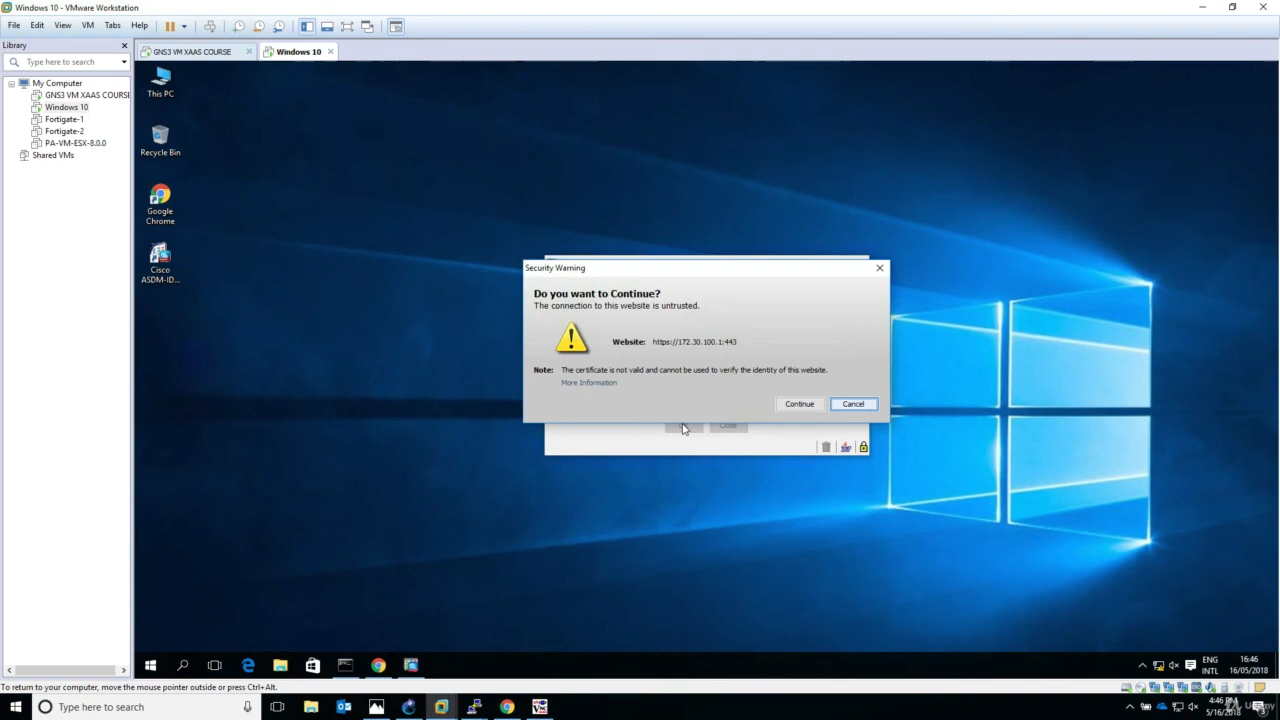 Windows 10 - VMware Workstation
File Edit View VM Tabs Help
Library
Type here to search
My Computer
GNS3 VM XAAS COURSE
Windows 10
Fortigate-1
Fortigate-2
PA-VM-ESX-8.0.0
Shared VMs
GNS3 VM XAAS COURSE
Windows 10
This PC
Recycle Bin
Google
Chrome
Cisco
ASDM-ID...
Security Warning
Do you want to Continue?
The connection to this website is untrusted.
Website: https://172.30.100.1:443
Note: The certificate is not valid and cannot be used to verify the identity of this website.
More Information
Continue Cancel
Close
ENG 16:46
INTL 16/05/2018
To return to your computer, move the mouse pointer outside or press Ctrl+Alt.
Type here to search
4:46 PM
5/16/2018
Udemy